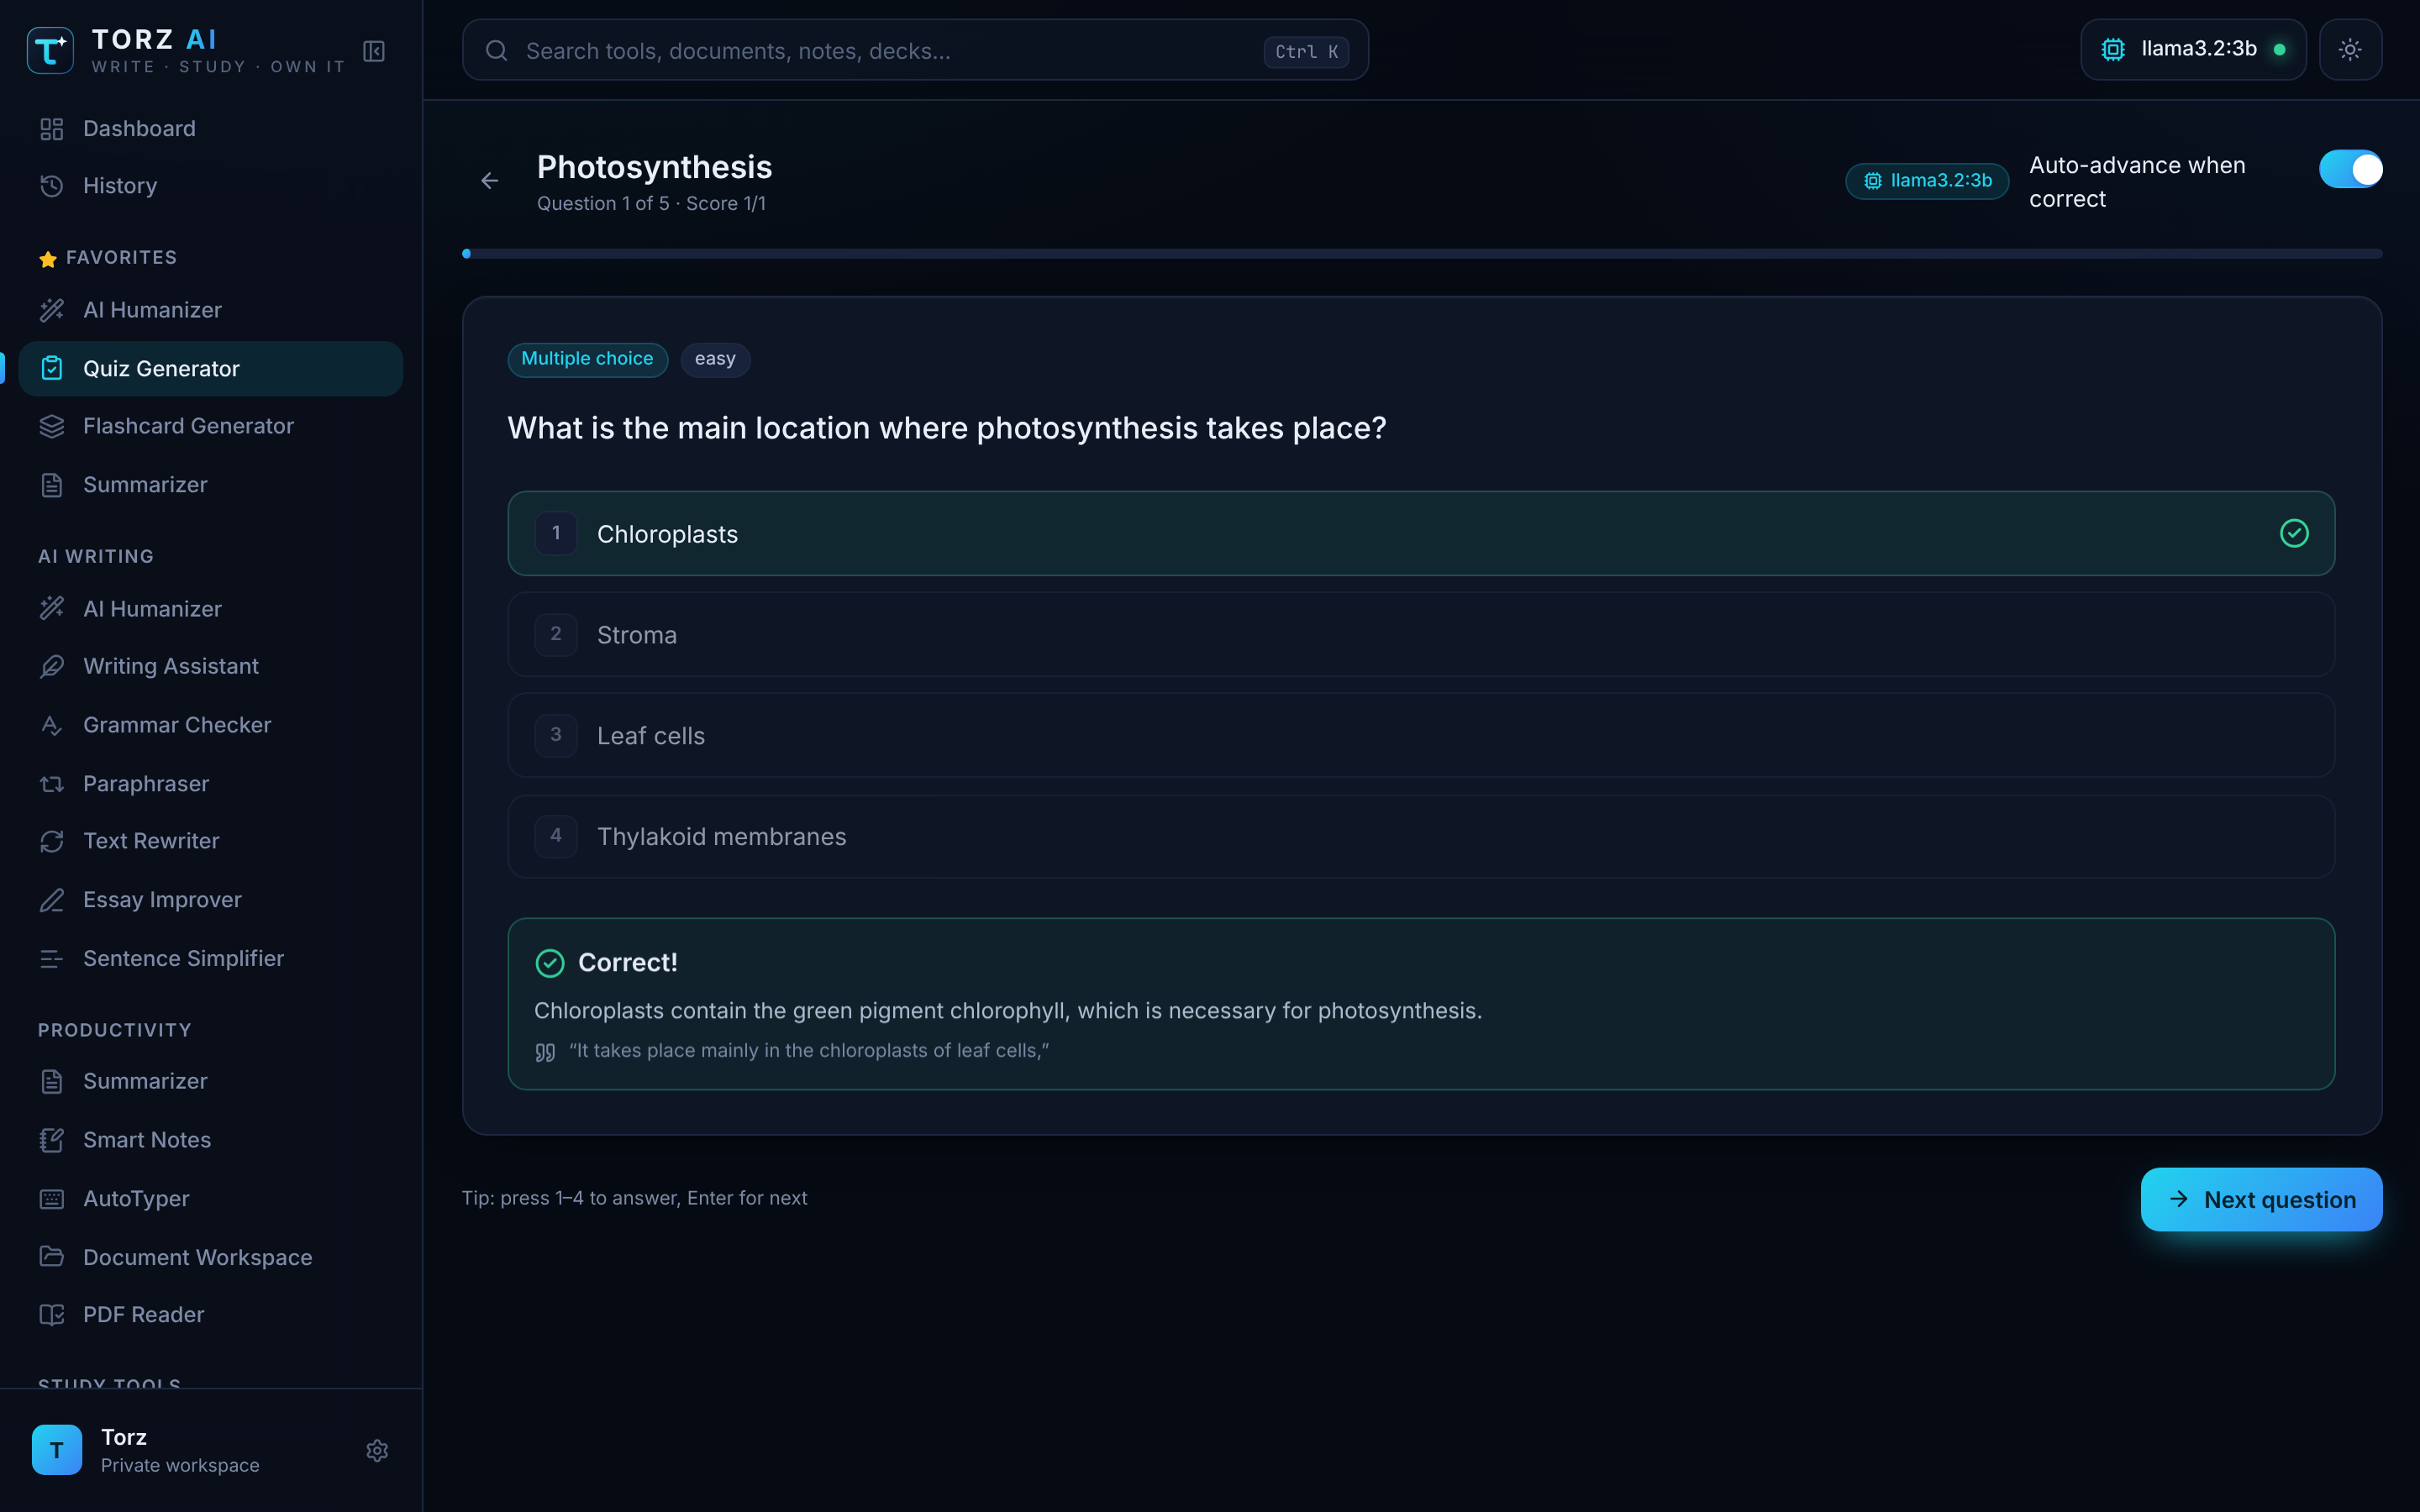 TORZ AI
WRITE · STUDY · OWN IT
Dashboard
History
FAVORITES
AI Humanizer
Quiz Generator
Flashcard Generator
Summarizer
AI WRITING
AI Humanizer
Writing Assistant
Grammar Checker
Paraphraser
Text Rewriter
Essay Improver
Sentence Simplifier
PRODUCTIVITY
Summarizer
Smart Notes
AutoTyper
Document Workspace
PDF Reader
STUDY TOOLS
T
Torz
Private workspace
Search tools, documents, notes, decks...
Ctrl K
llama3.2:3b
Photosynthesis
Question 1 of 5 · Score 1/1
llama3.2:3b
Auto-advance when
correct
Multiple choice
easy
What is the main location where photosynthesis takes place?
1 Chloroplasts
2 Stroma
3 Leaf cells
4 Thylakoid membranes
Correct!
Chloroplasts contain the green pigment chlorophyll, which is necessary for photosynthesis.
“It takes place mainly in the chloroplasts of leaf cells,”
Tip: press 1–4 to answer, Enter for next
Next question